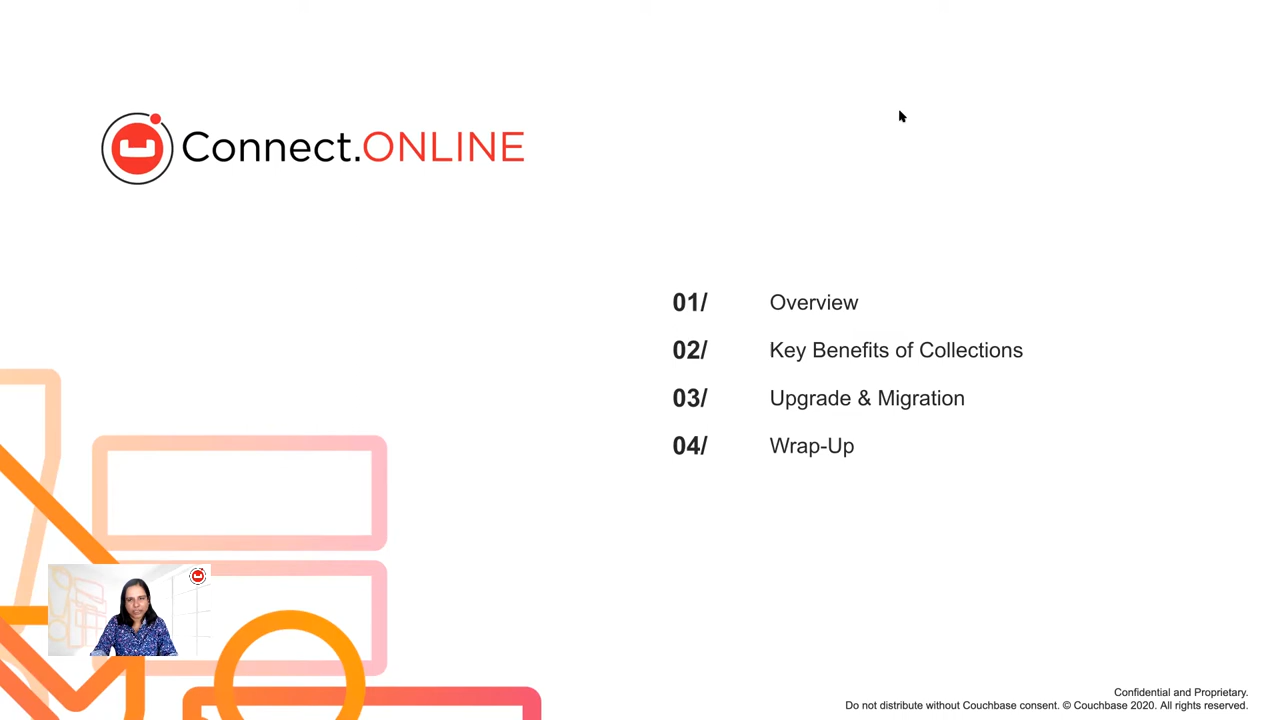 Connect.ONLINE
01/ Overview
02/ Key Benefits of Collections
03/ Upgrade & Migration
04/ Wrap-Up
Confidential and Proprietary.
Do not distribute without Couchbase consent. © Couchbase 2020. All rights reserved.